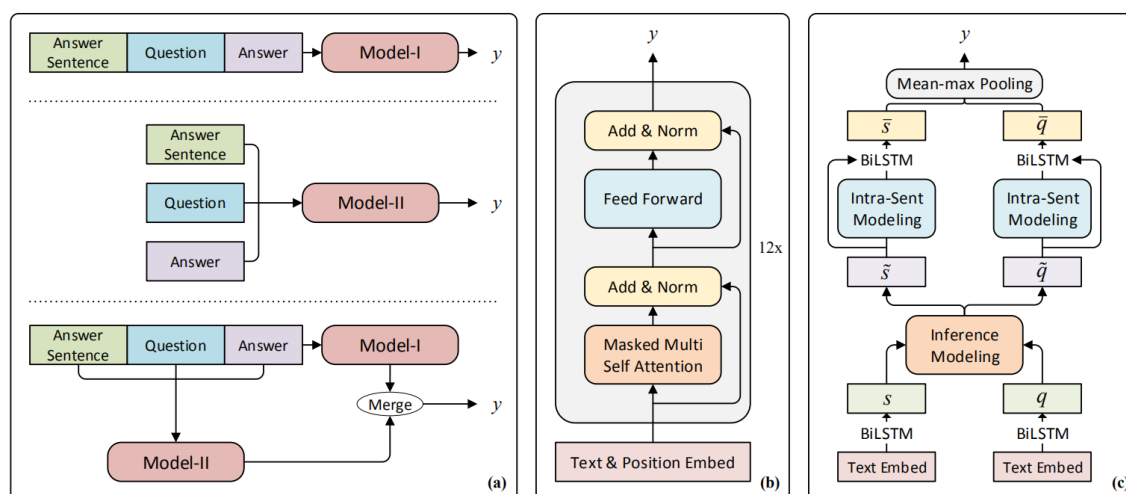 Answer
Sentence
Question
Answer
Model-I
y
Answer
Sentence
Question
Answer
Model-II
y
Answer
Sentence
Question
Answer
Model-I
Merge
y
Model-II
(a)
y
Add & Norm
Feed Forward
12x
Add & Norm
Masked Multi
Self Attention
Text & Position Embed
(b)
y
Mean-max Pooling
s̄
q̄
BiLSTM
BiLSTM
Intra-Sent
Modeling
Intra-Sent
Modeling
s̃
q̃
Inference
Modeling
s
q
BiLSTM
BiLSTM
Text Embed
Text Embed
(c)